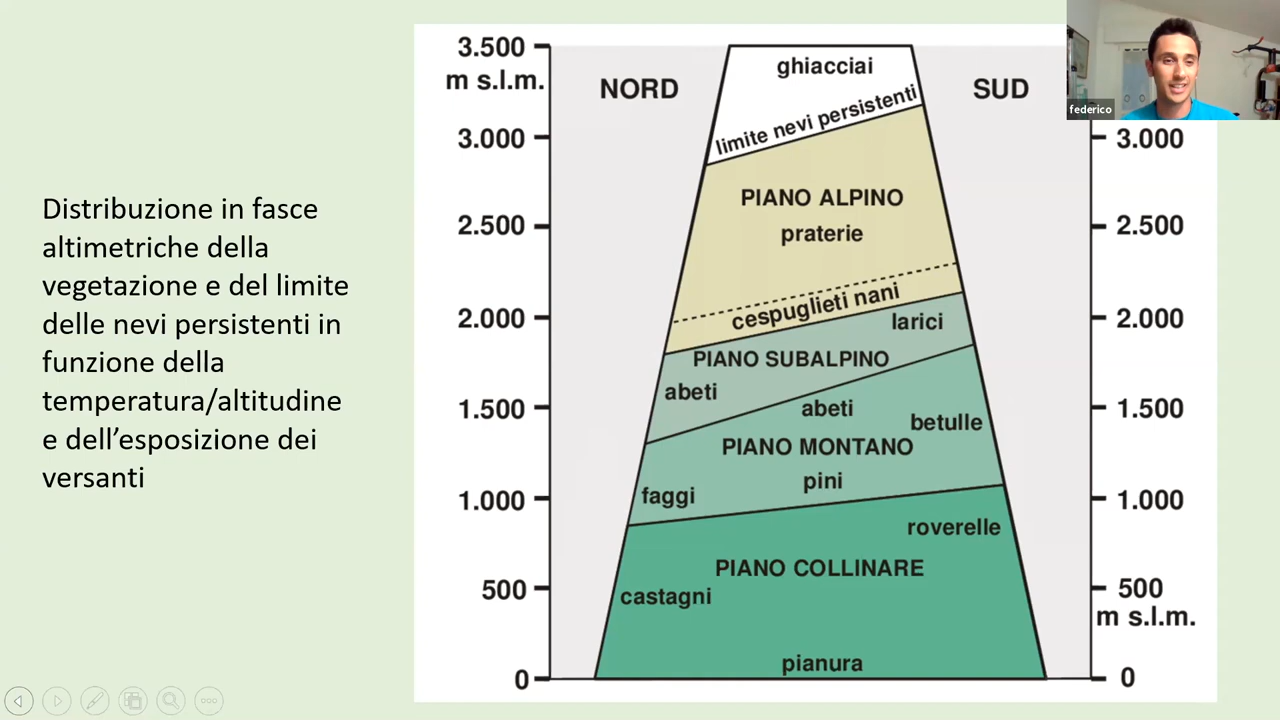 Distribuzione in fasce
altimetriche della
vegetazione e del limite
delle nevi persistenti in
funzione della
temperatura/altitudine
e dell’esposizione dei
versanti
3.500
m s.l.m.
3.000
2.500
2.000
1.500
1.000
500
0
NORD
SUD
ghiacciai
limite nevi persistenti
PIANO ALPINO
praterie
cespuglieti nani
larici
PIANO SUBALPINO
abeti
abeti
betulle
PIANO MONTANO
pini
faggi
roverelle
PIANO COLLINARE
castagni
pianura
3.000
2.500
2.000
1.500
1.000
500
m s.l.m.
0
federico